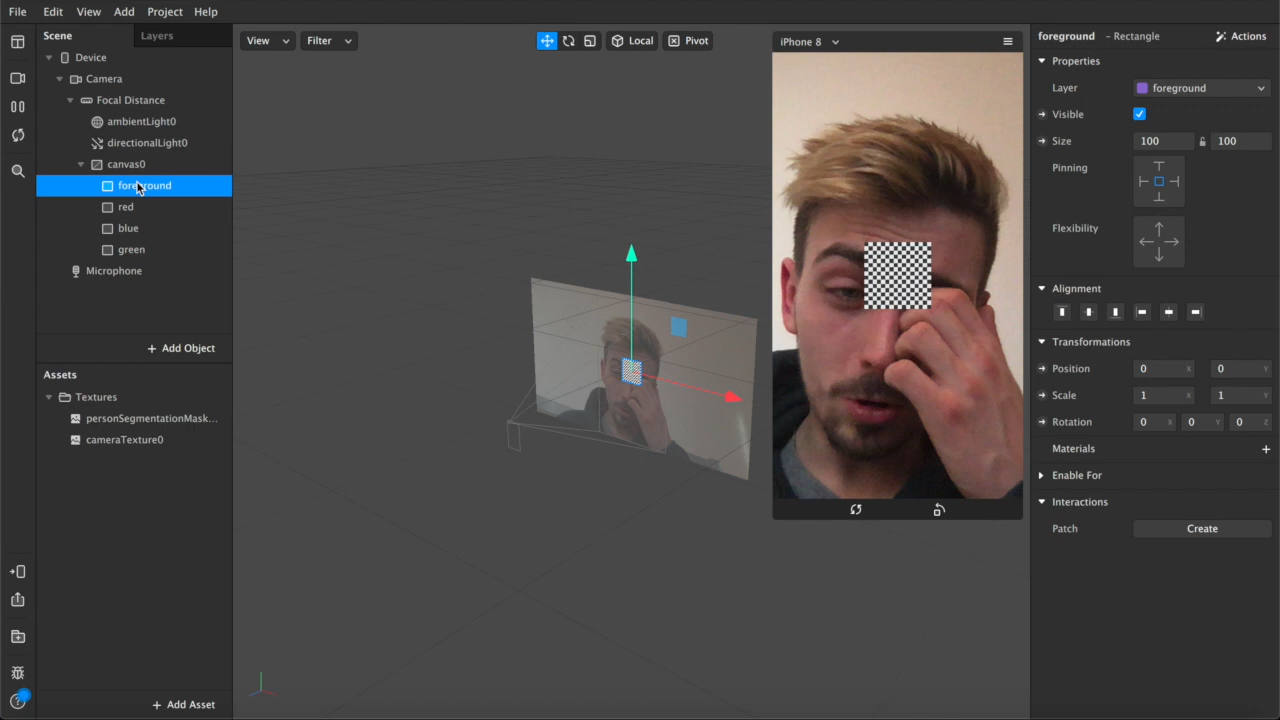 File Edit View Add Project Help
Scene Layers
Device
Camera
Focal Distance
ambientLight0
directionalLight0
canvas0
foreground
red
blue
green
Microphone
+ Add Object
Assets
Textures
personSegmentationMask...
cameraTexture0
+ Add Asset
View Filter Local Pivot
iPhone 8
foreground - Rectangle Actions
Properties
Layer foreground
Visible
Size 100 100
Pinning
Flexibility
Alignment
Transformations
Position 0 X 0 Y
Scale 1 X 1 Y
Rotation 0 X 0 Y 0 Z
Materials +
Enable For
Interactions
Patch Create